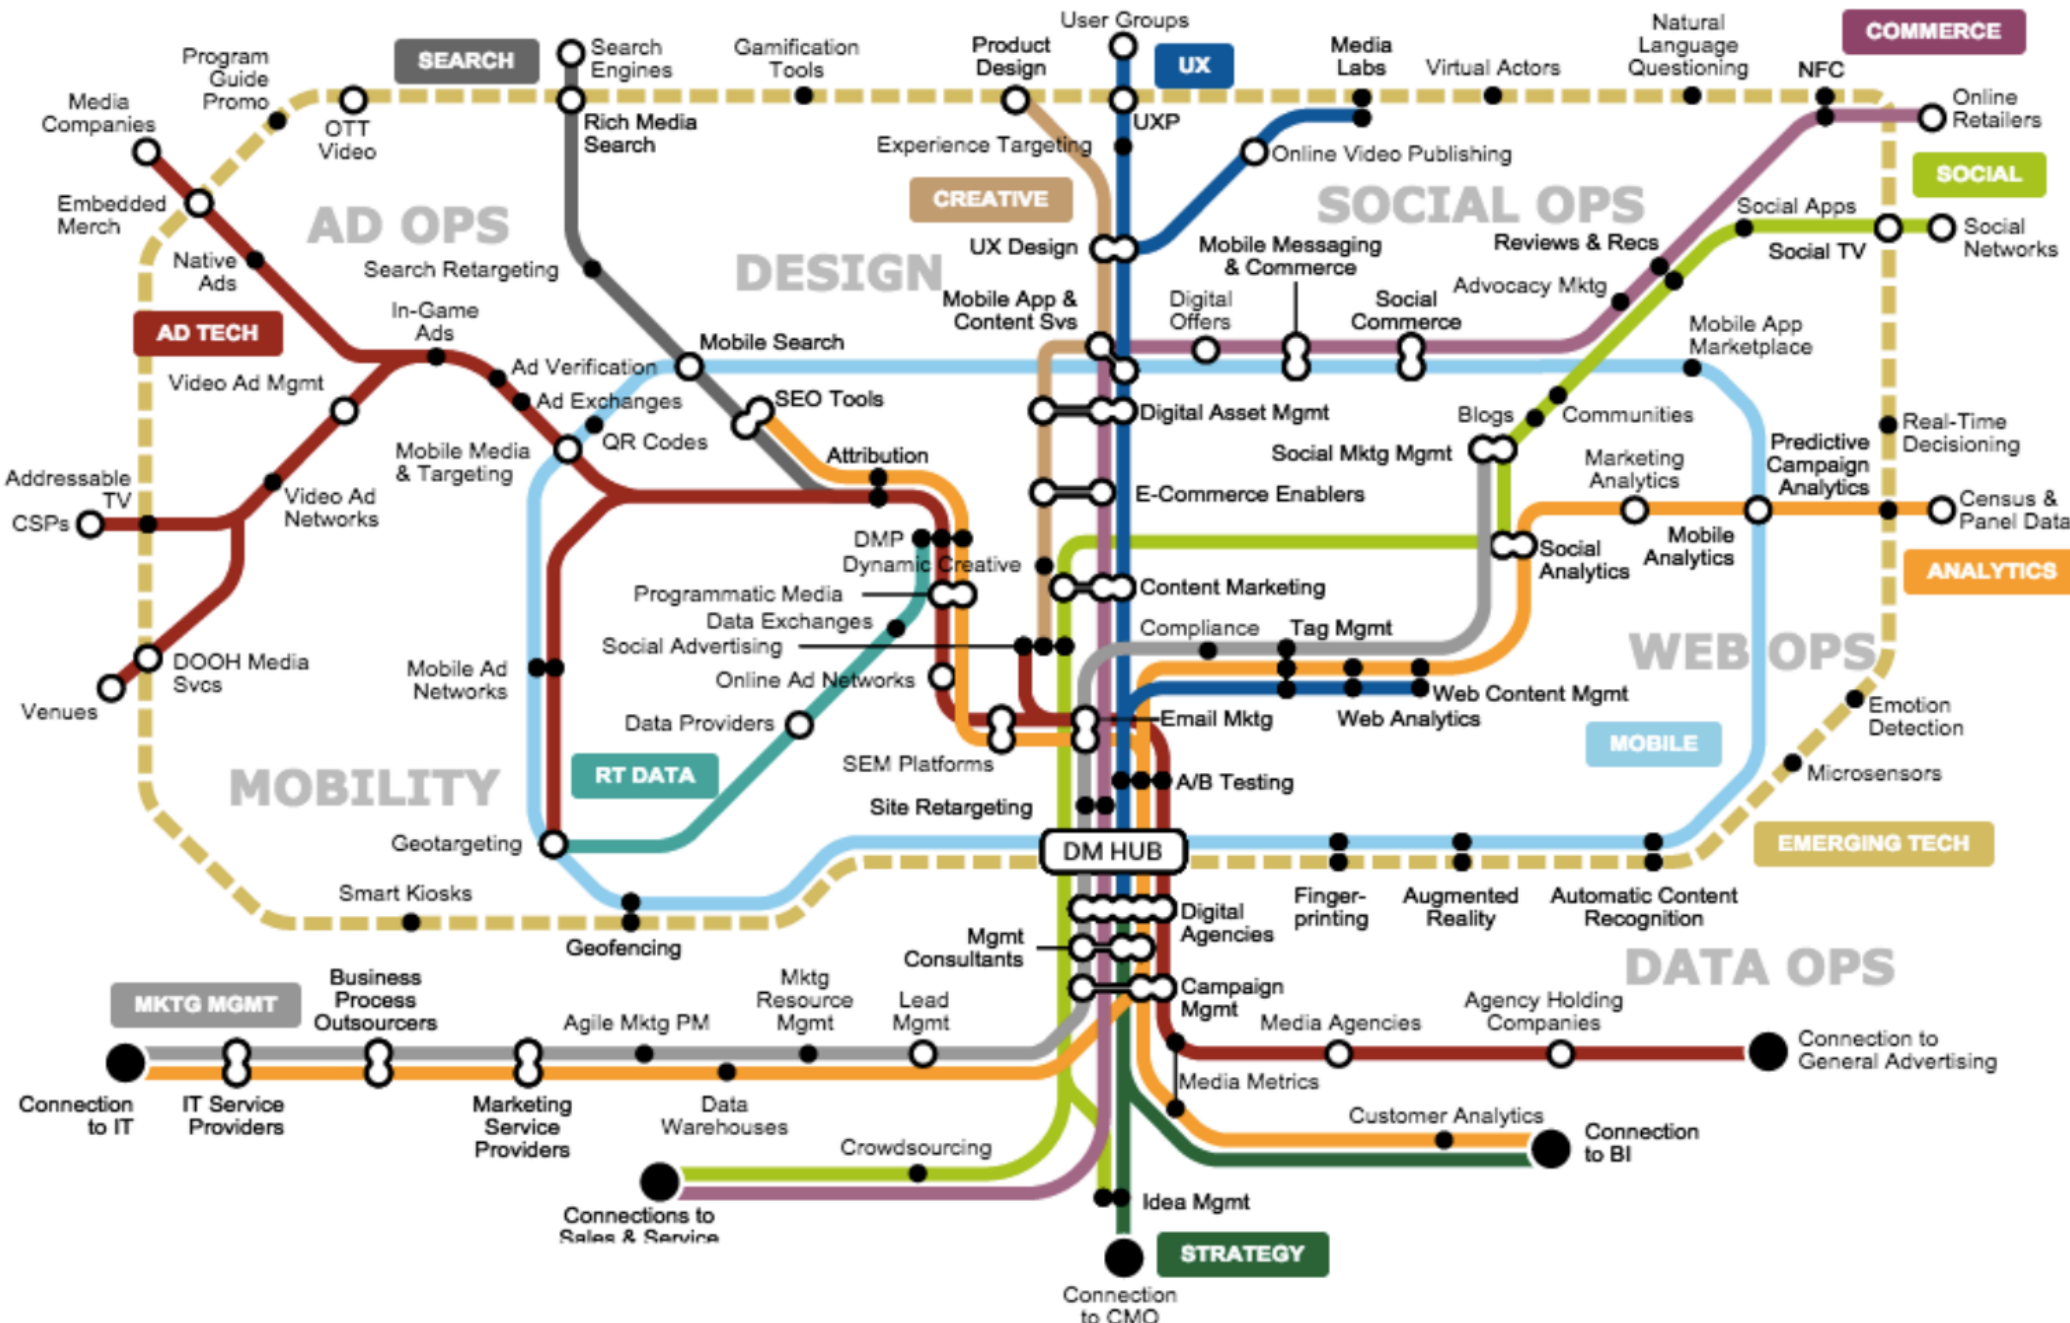 User Groups
SEARCH
Search
Engines
Gamification
Tools
Product
Design
UX
Media
Labs
Virtual Actors
Natural
Language
Questioning
NFC
COMMERCE
Program
Guide
Promo
Media
Companies
OTT
Video
Rich Media
Search
Experience Targeting
UXP
Online Video Publishing
Online
Retailers
SOCIAL
Embedded
Merch
AD OPS
CREATIVE
SOCIAL OPS
Social Apps
Social TV
Social
Networks
Native
Ads
Search Retargeting
DESIGN
UX Design
Mobile Messaging
& Commerce
Reviews & Recs
Advocacy Mktg
In-Game
Ads
AD TECH
Mobile App &
Content Svs
Digital
Offers
Social
Commerce
Mobile App
Marketplace
Mobile Search
Ad Verification
Video Ad Mgmt
Ad Exchanges
SEO Tools
Digital Asset Mgmt
Blogs
Communities
Real-Time
Decisioning
QR Codes
Mobile Media
& Targeting
Attribution
Social Mktg Mgmt
Marketing
Analytics
Predictive
Campaign
Analytics
Addressable
TV
CSPs
Video Ad
Networks
E-Commerce Enablers
Census &
Panel Data
DMP
Dynamic Creative
Social
Analytics
Mobile
Analytics
ANALYTICS
Programmatic Media
Content Marketing
Data Exchanges
Social Advertising
Compliance
Tag Mgmt
WEB OPS
DOOH Media
Svcs
Venues
Mobile Ad
Networks
Online Ad Networks
Web Content Mgmt
Data Providers
Email Mktg
Web Analytics
Emotion
Detection
MOBILE
SEM Platforms
RT DATA
MOBILITY
A/B Testing
Microsensors
Site Retargeting
Geotargeting
DM HUB
EMERGING TECH
Smart Kiosks
Geofencing
Finger-
printing
Augmented
Reality
Automatic Content
Recognition
Digital
Agencies
Mgmt
Consultants
DATA OPS
MKTG MGMT
Business
Process
Outsourcers
Agile Mktg PM
Mktg
Resource
Mgmt
Lead
Mgmt
Campaign
Mgmt
Media Agencies
Agency Holding
Companies
Connection to
General Advertising
Media Metrics
Connection
to IT
IT Service
Providers
Marketing
Service
Providers
Data
Warehouses
Customer Analytics
Connection
to BI
Crowdsourcing
Connections to
Sales & Service
Idea Mgmt
STRATEGY
Connection
to CMO